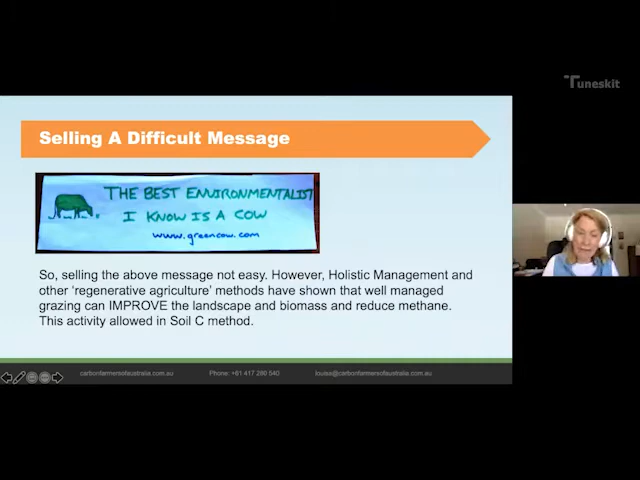 Tuneskit
Selling A Difficult Message
THE BEST ENVIRONMENTALIST
I KNOW IS A COW
www.greencow.com
So, selling the above message not easy. However, Holistic Management and
other ‘regenerative agriculture’ methods have shown that well managed
grazing can IMPROVE the landscape and biomass and reduce methane.
This activity allowed in Soil C method.
carbonfarmersofaustralia.com.au Phone: +61 417 280 540 louisa@carbonfarmersofaustralia.com.au